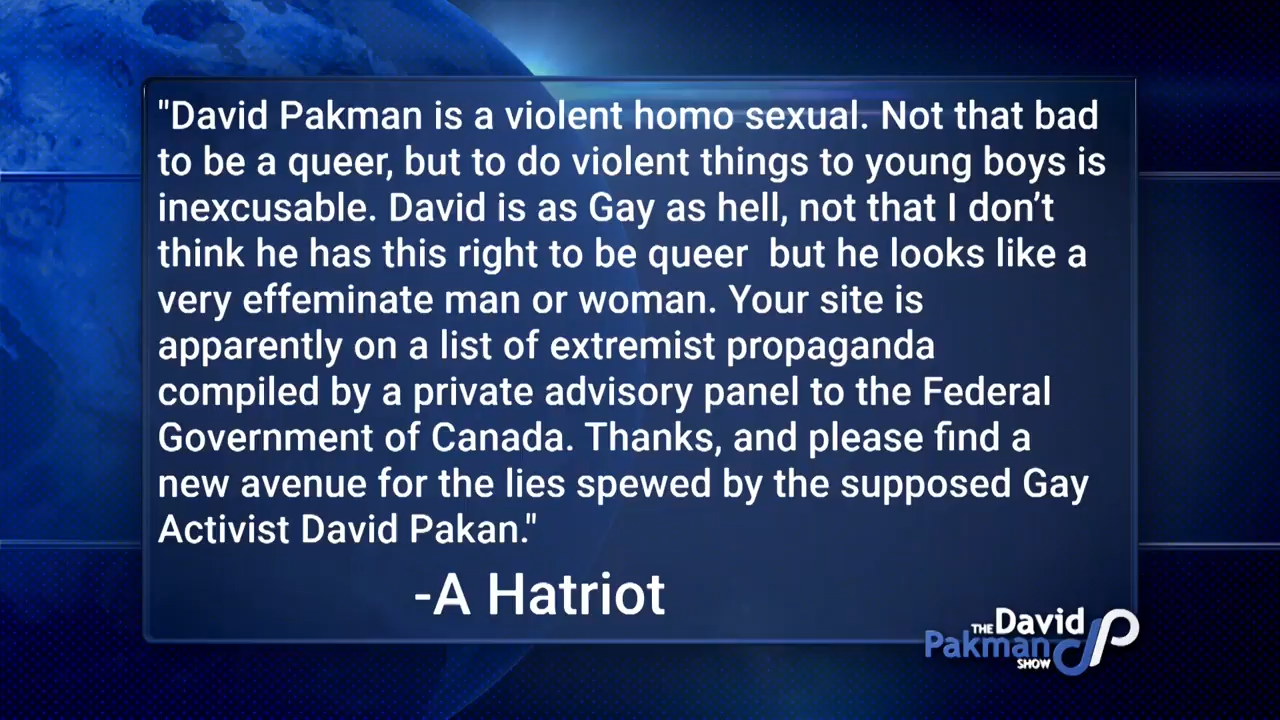 "David Pakman is a violent homo sexual. Not that bad
to be a queer, but to do violent things to young boys is
inexcusable. David is as Gay as hell, not that I don’t
think he has this right to be queer  but he looks like a
very effeminate man or woman. Your site is
apparently on a list of extremist propaganda
compiled by a private advisory panel to the Federal
Government of Canada. Thanks, and please find a
new avenue for the lies spewed by the supposed Gay
Activist David Pakan."
-A Hatriot
THE David
Pakman
SHOW